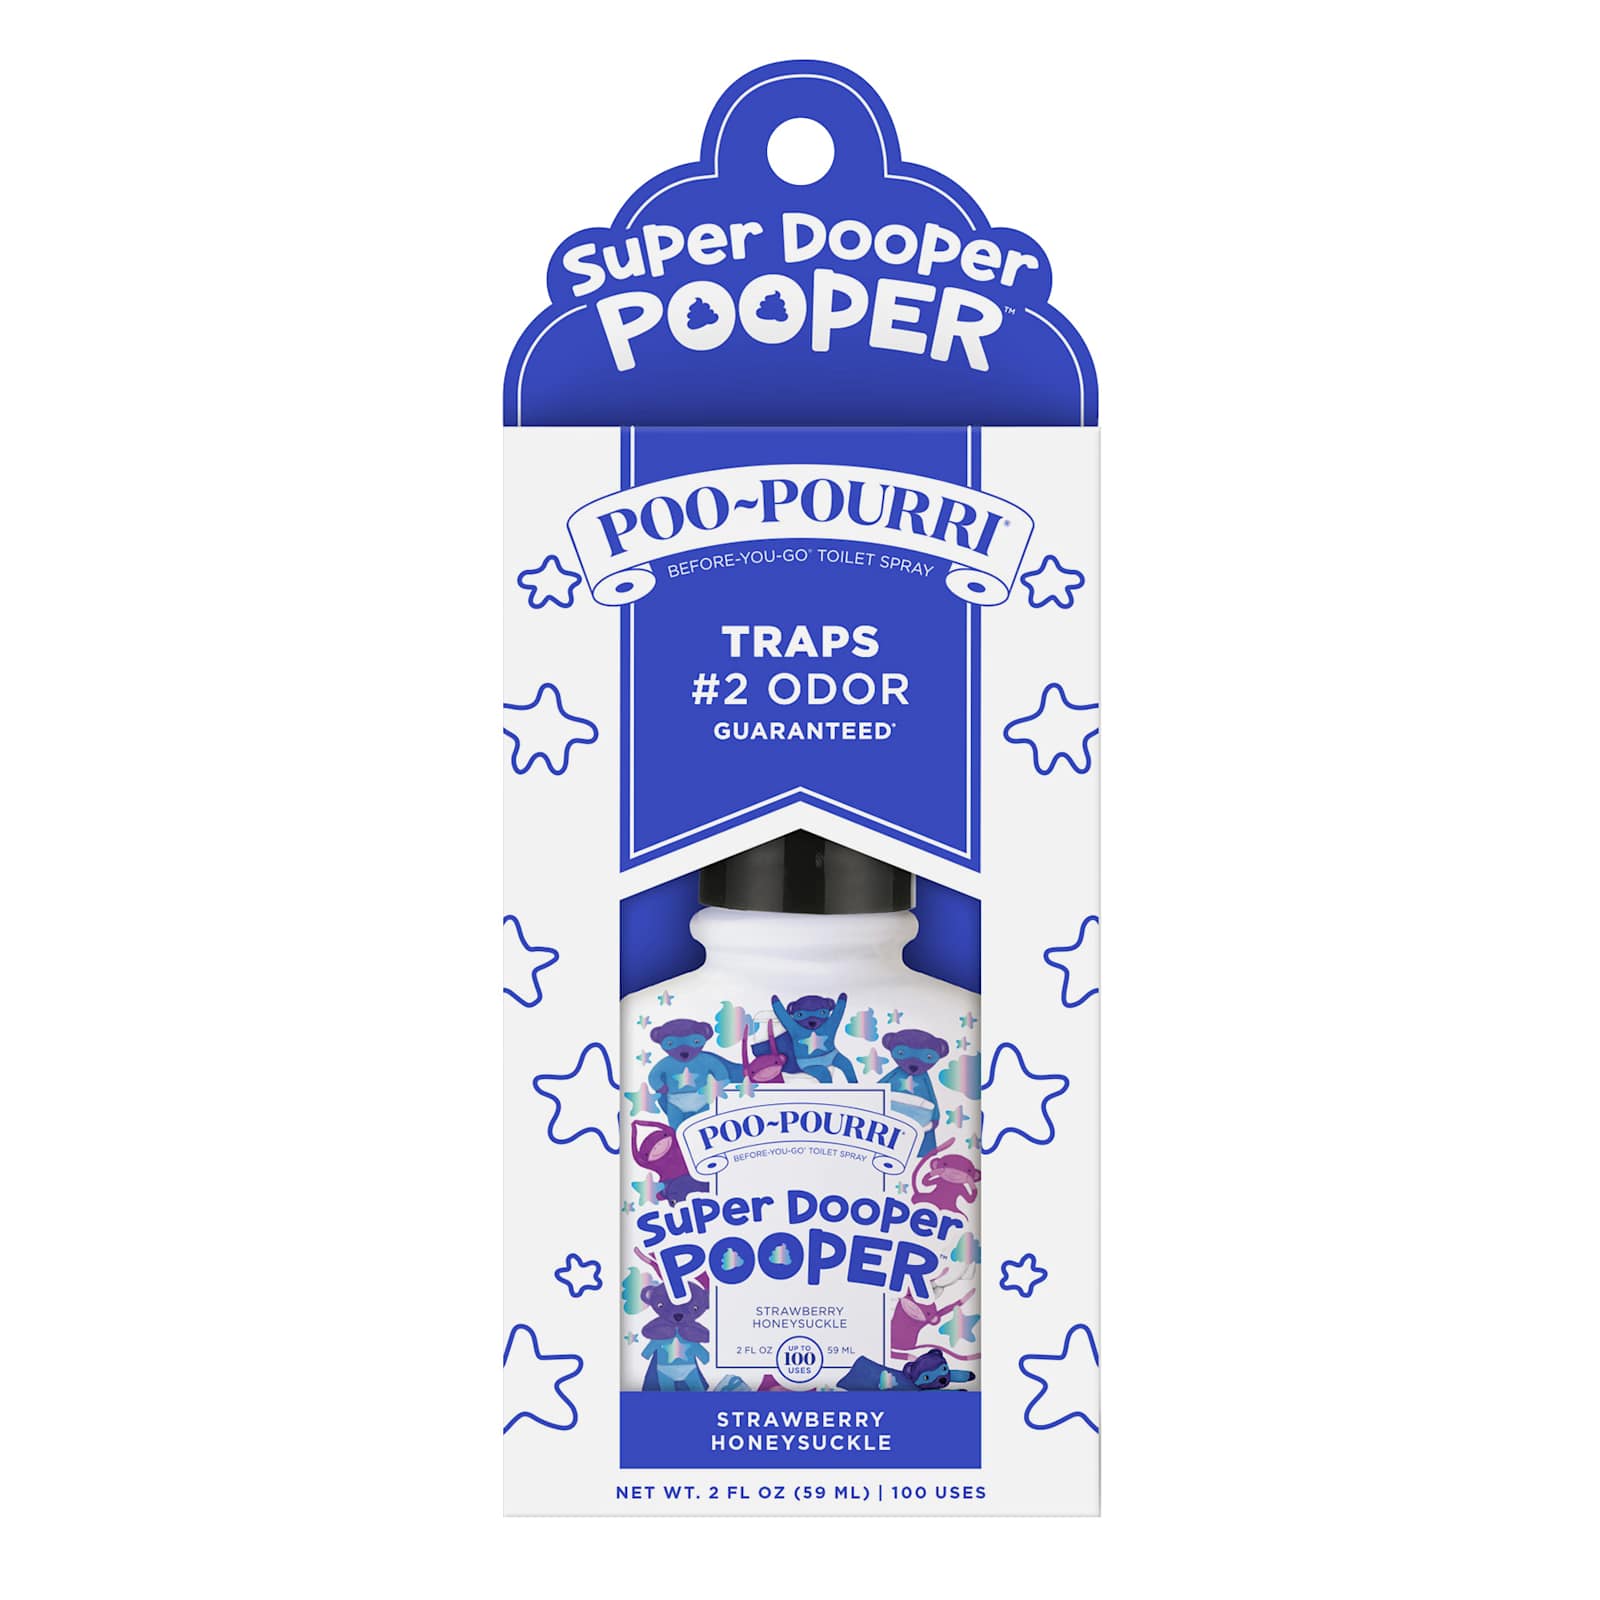 Super Dooper
POOPER™
POO~POURRI®
BEFORE-YOU-GO® TOILET SPRAY
TRAPS
#2 ODOR
GUARANTEED*
POO~POURRI®
BEFORE-YOU-GO® TOILET SPRAY
Super Dooper
POOPER™
STRAWBERRY
HONEYSUCKLE
2 FL OZ UP TO 100 USES 59 ML
STRAWBERRY
HONEYSUCKLE
NET WT. 2 FL OZ (59 ML) | 100 USES